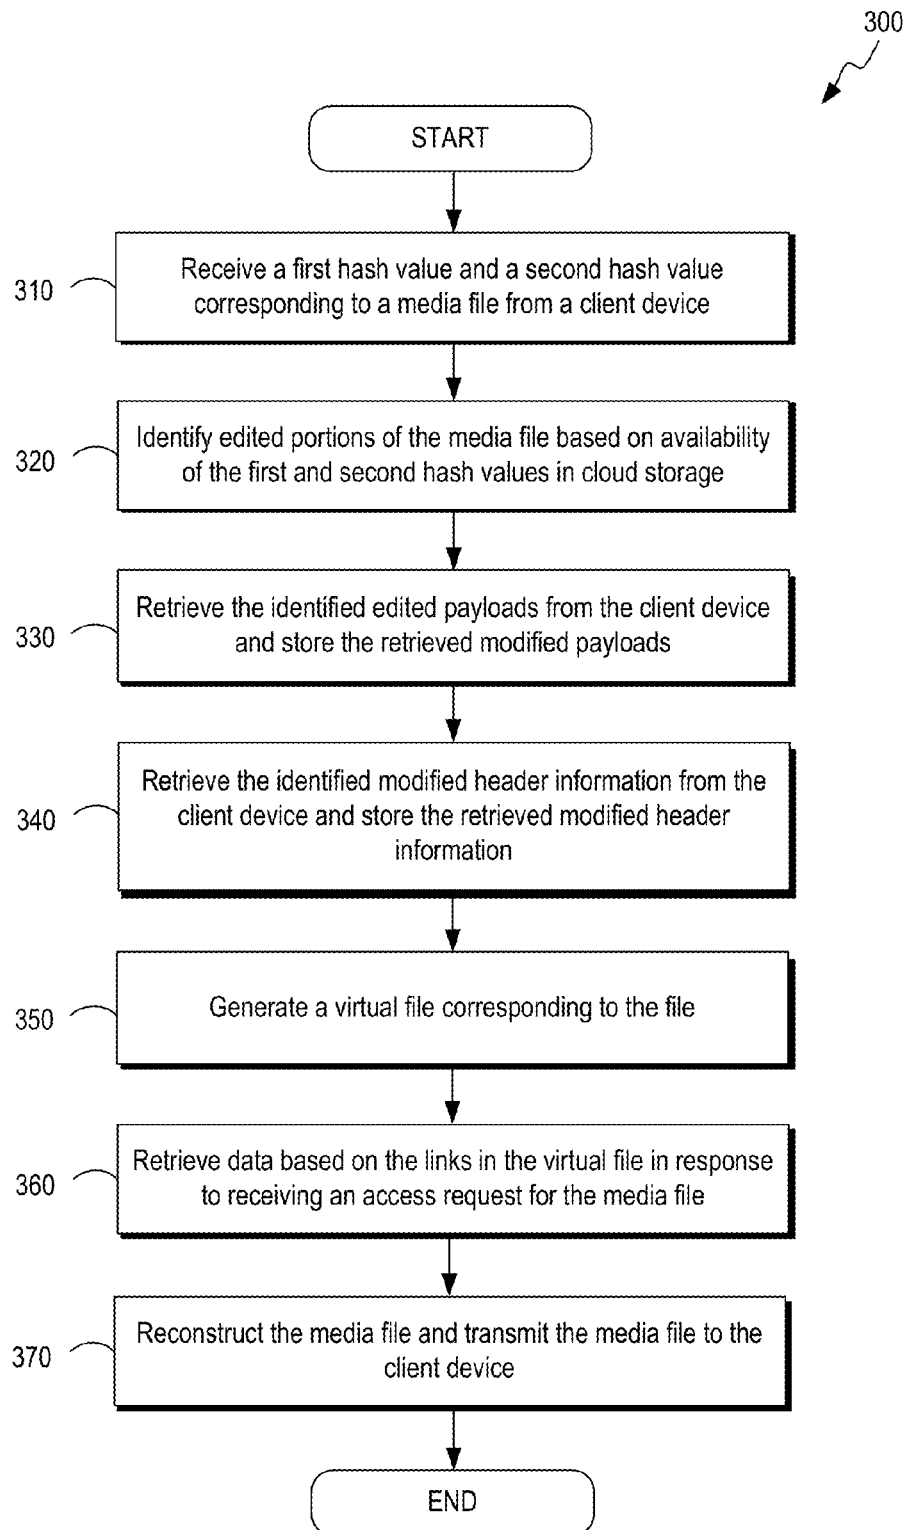 300
START
310
Receive a first hash value and a second hash value
corresponding to a media file from a client device
320
Identify edited portions of the media file based on availability
of the first and second hash values in cloud storage
330
Retrieve the identified edited payloads from the client device
and store the retrieved modified payloads
340
Retrieve the identified modified header information from the
client device and store the retrieved modified header
information
350
Generate a virtual file corresponding to the file
360
Retrieve data based on the links in the virtual file in response
to receiving an access request for the media file
370
Reconstruct the media file and transmit the media file to the
client device
END